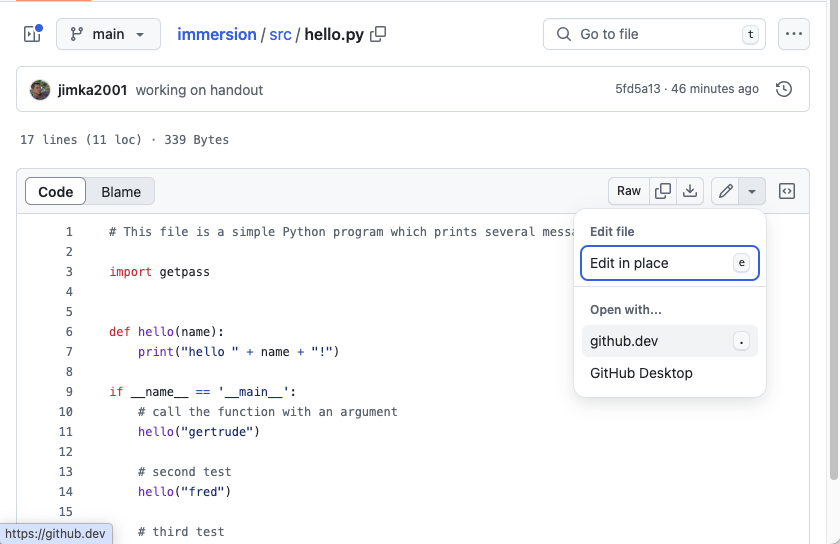 main
immersion / src / hello.py
Go to file
t
jimka2001 working on handout
5fd5a13 · 46 minutes ago
17 lines (11 loc) · 339 Bytes
Code
Blame
Raw
Edit file
Edit in place
e
Open with...
github.dev
.
GitHub Desktop
1 # This file is a simple Python program which prints several
2
3 import getpass
4
5
6 def hello(name):
7 print("hello " + name + "!")
8
9 if __name__ == '__main__':
10 # call the function with an argument
11 hello("gertrude")
12
13 # second test
14 hello("fred")
15
# third test
https://github.dev